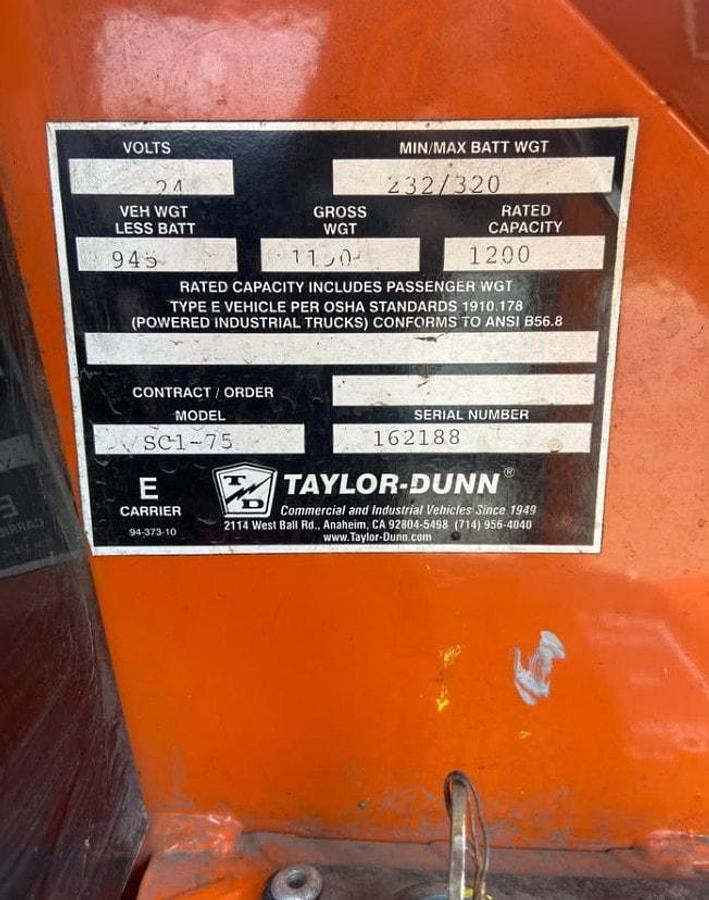 VOLTS MIN/MAX BATT WGT
24 232/320
VEH WGT LESS BATT GROSS WGT RATED CAPACITY
945 1200
RATED CAPACITY INCLUDES PASSENGER WGT
TYPE E VEHICLE PER OSHA STANDARDS 1910.178
(POWERED INDUSTRIAL TRUCKS) CONFORMS TO ANSI B56.8
CONTRACT / ORDER
MODEL SERIAL NUMBER
SC1-75 162188
E
CARRIER
94-373-10
TD
TAYLOR-DUNN®
Commercial and Industrial Vehicles Since 1949
2114 West Ball Rd., Anaheim, CA 92804-5498 (714) 956-4040
www.Taylor-Dunn.com